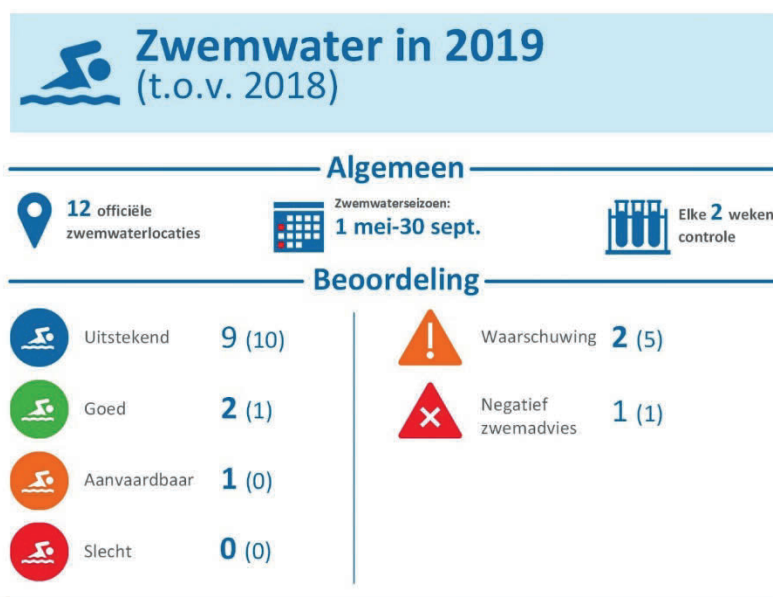 Zwemwater in 2019
(t.o.v. 2018)
Algemeen
12 officiële
zwemwaterlocaties
Zwemwaterseizoen:
1 mei-30 sept.
Elke 2 weken
controle
Beoordeling
Uitstekend 9 (10)
Goed 2 (1)
Aanvaardbaar 1 (0)
Slecht 0 (0)
Waarschuwing 2 (5)
Negatief
zwemadvies 1 (1)